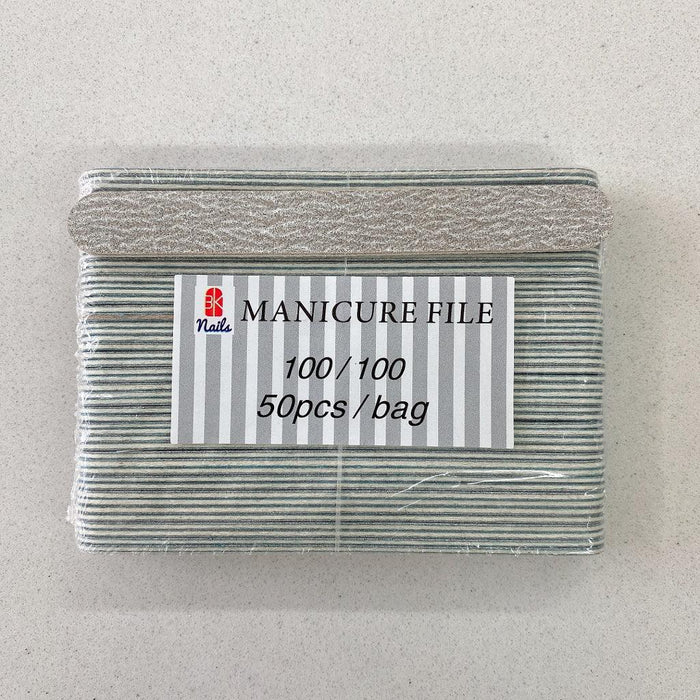 BK
Nails
MANICURE FILE
100/100
50pcs/bag